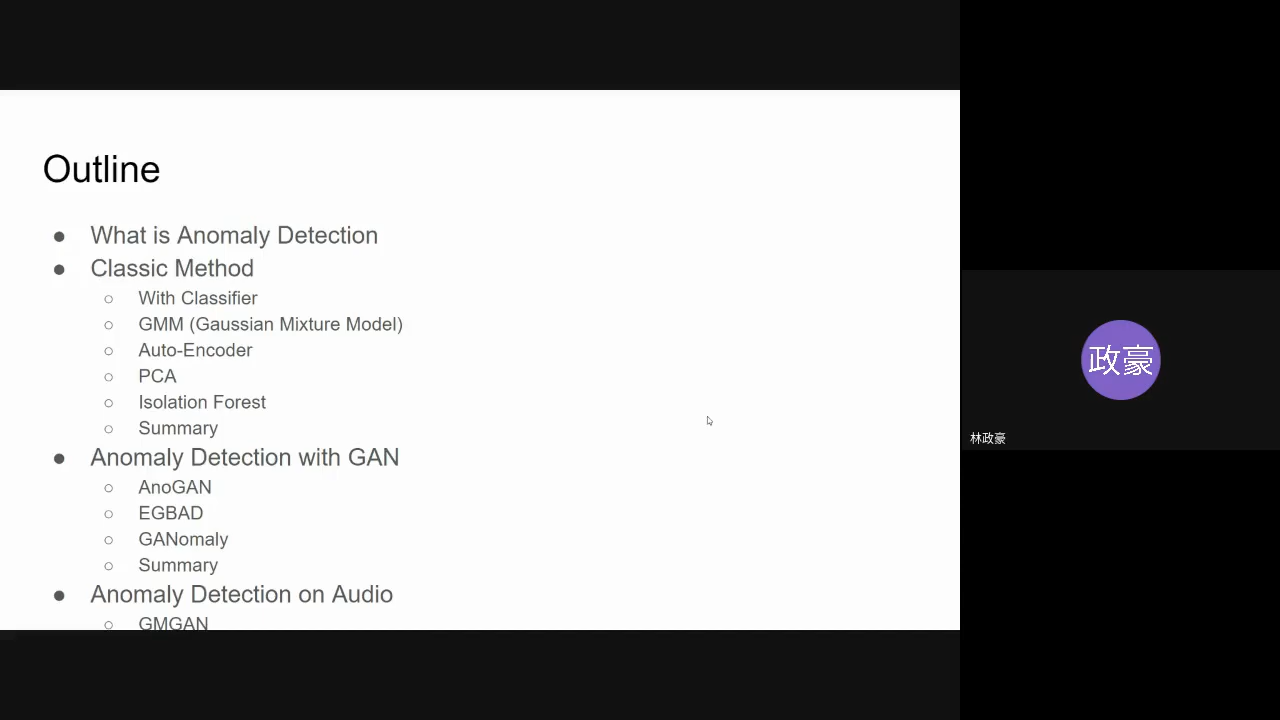 Outline
● What is Anomaly Detection
● Classic Method
○ With Classifier
○ GMM (Gaussian Mixture Model)
○ Auto-Encoder
○ PCA
○ Isolation Forest
○ Summary
● Anomaly Detection with GAN
○ AnoGAN
○ EGBAD
○ GANomaly
○ Summary
● Anomaly Detection on Audio
○ GMGAN
政豪
林政豪